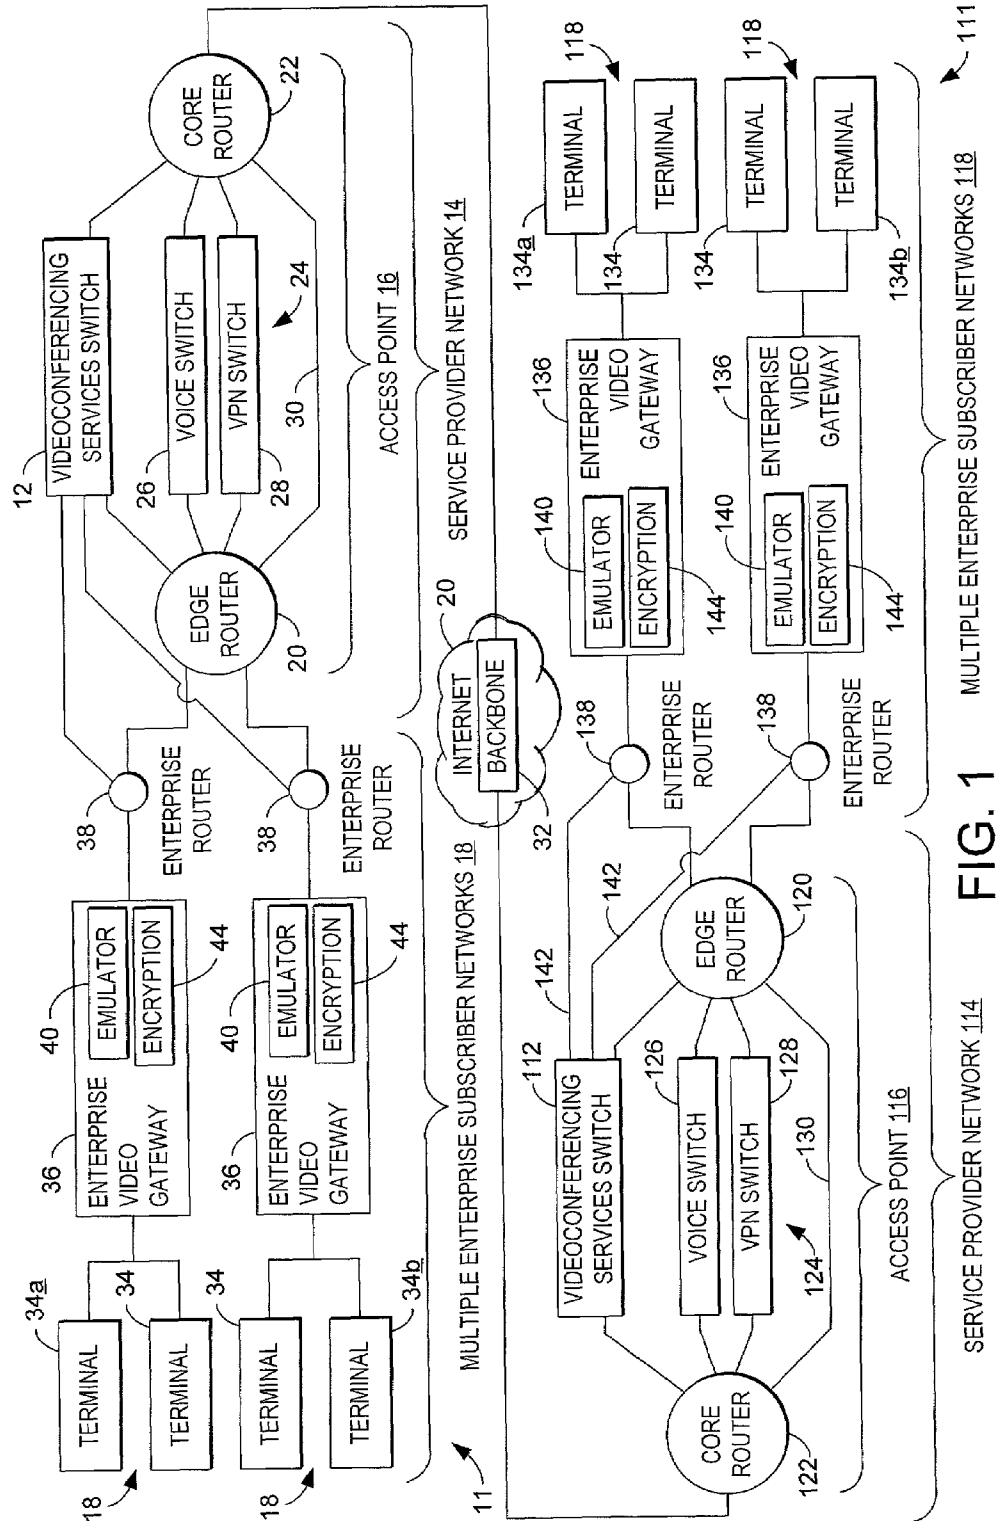 11
18
18
TERMINAL
34a
TERMINAL
34
TERMINAL
34
TERMINAL
34b
36
ENTERPRISE
VIDEO
GATEWAY
40
EMULATOR
ENCRYPTION
44
36
ENTERPRISE
VIDEO
GATEWAY
40
EMULATOR
ENCRYPTION
44
38
ENTERPRISE
ROUTER
38
ENTERPRISE
ROUTER
MULTIPLE ENTERPRISE SUBSCRIBER NETWORKS 18
12
VIDEOCONFERENCING
SERVICES SWITCH
26
VOICE SWITCH
VPN SWITCH
28
24
30
EDGE
ROUTER
20
CORE
ROUTER
22
ACCESS POINT 16
SERVICE PROVIDER NETWORK 14
INTERNET
20
BACKBONE
32
CORE
ROUTER
122
112
VIDEOCONFERENCING
SERVICES SWITCH
126
VOICE SWITCH
VPN SWITCH
128
124
130
EDGE
ROUTER
120
142
142
ACCESS POINT 116
SERVICE PROVIDER NETWORK 114
138
ENTERPRISE
ROUTER
138
ENTERPRISE
ROUTER
140
EMULATOR
ENCRYPTION
144
136
ENTERPRISE
VIDEO
GATEWAY
140
EMULATOR
ENCRYPTION
144
136
ENTERPRISE
VIDEO
GATEWAY
134a
TERMINAL
134
TERMINAL
134
TERMINAL
134b
TERMINAL
118
118
MULTIPLE ENTERPRISE SUBSCRIBER NETWORKS 118
111
FIG. 1